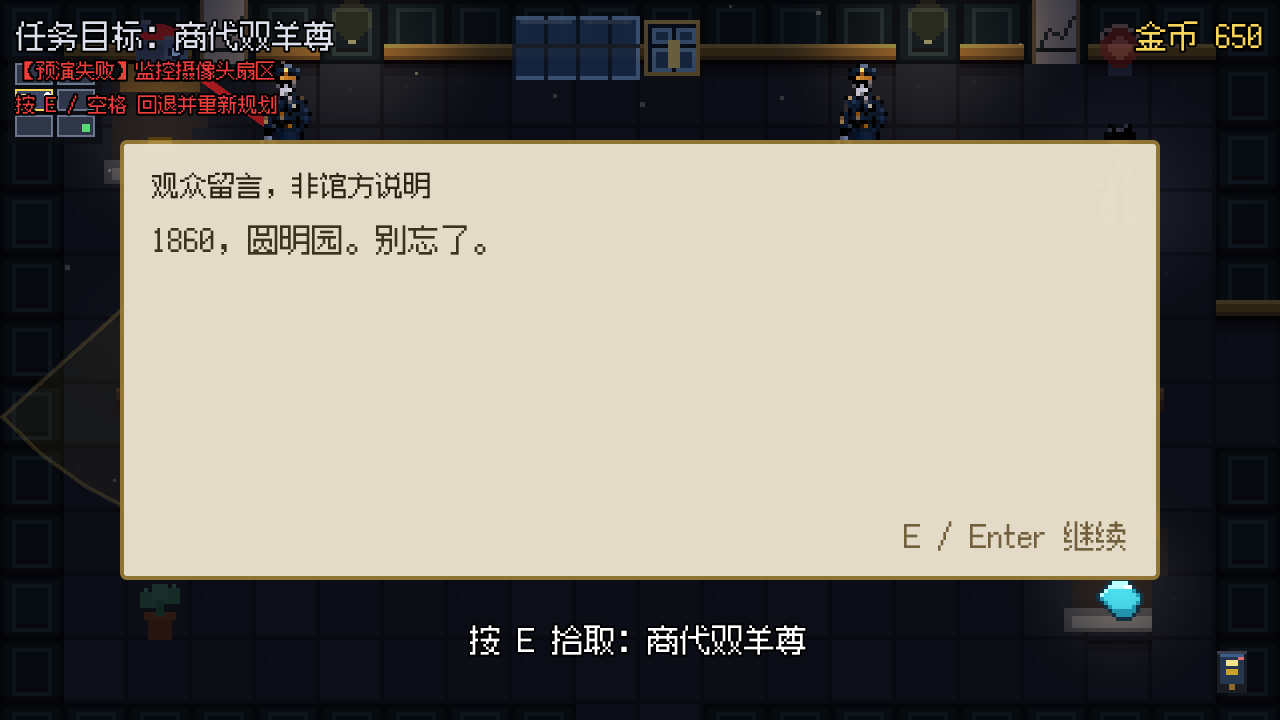 任务目标：商代双羊尊
金币 650
【预演失败】监控摄像头扇区
按 E / 空格 回退并重新规划
观众留言，非馆方说明
1860，圆明园。别忘了。
E / Enter 继续
按 E 拾取：商代双羊尊